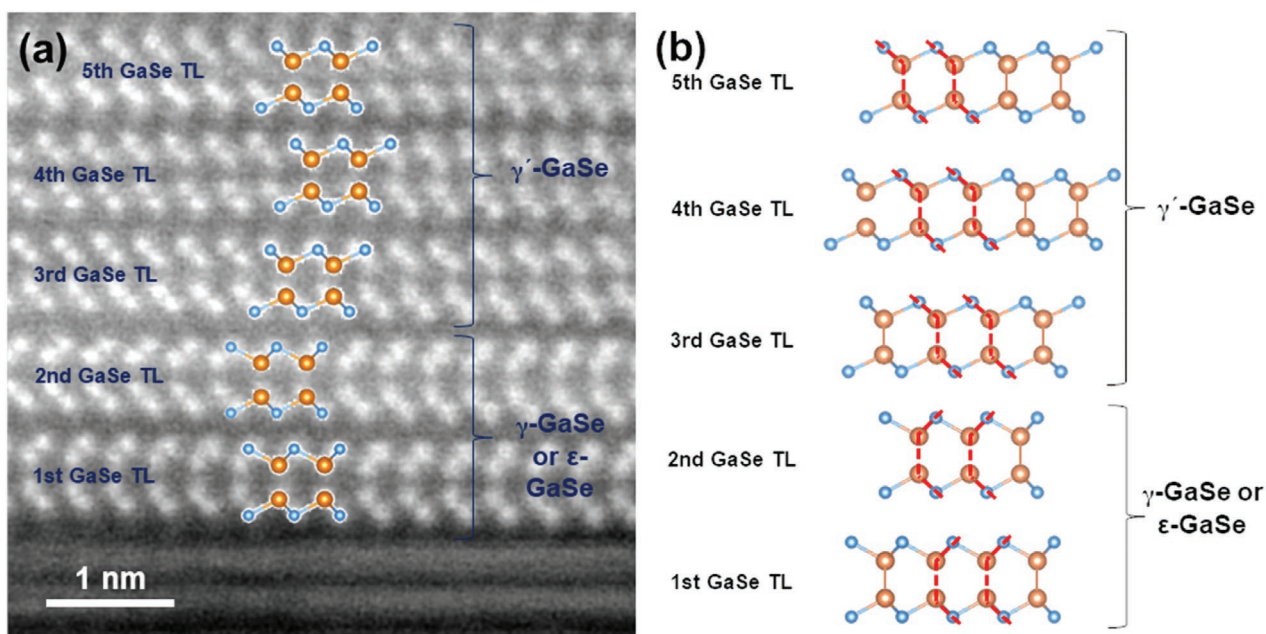 (a)
5th GaSe TL
4th GaSe TL
3rd GaSe TL
2nd GaSe TL
1st GaSe TL
γ´-GaSe
γ-GaSe
or ε-
GaSe
1 nm
(b)
5th GaSe TL
4th GaSe TL
3rd GaSe TL
2nd GaSe TL
1st GaSe TL
γ´-GaSe
γ-GaSe or
ε-GaSe